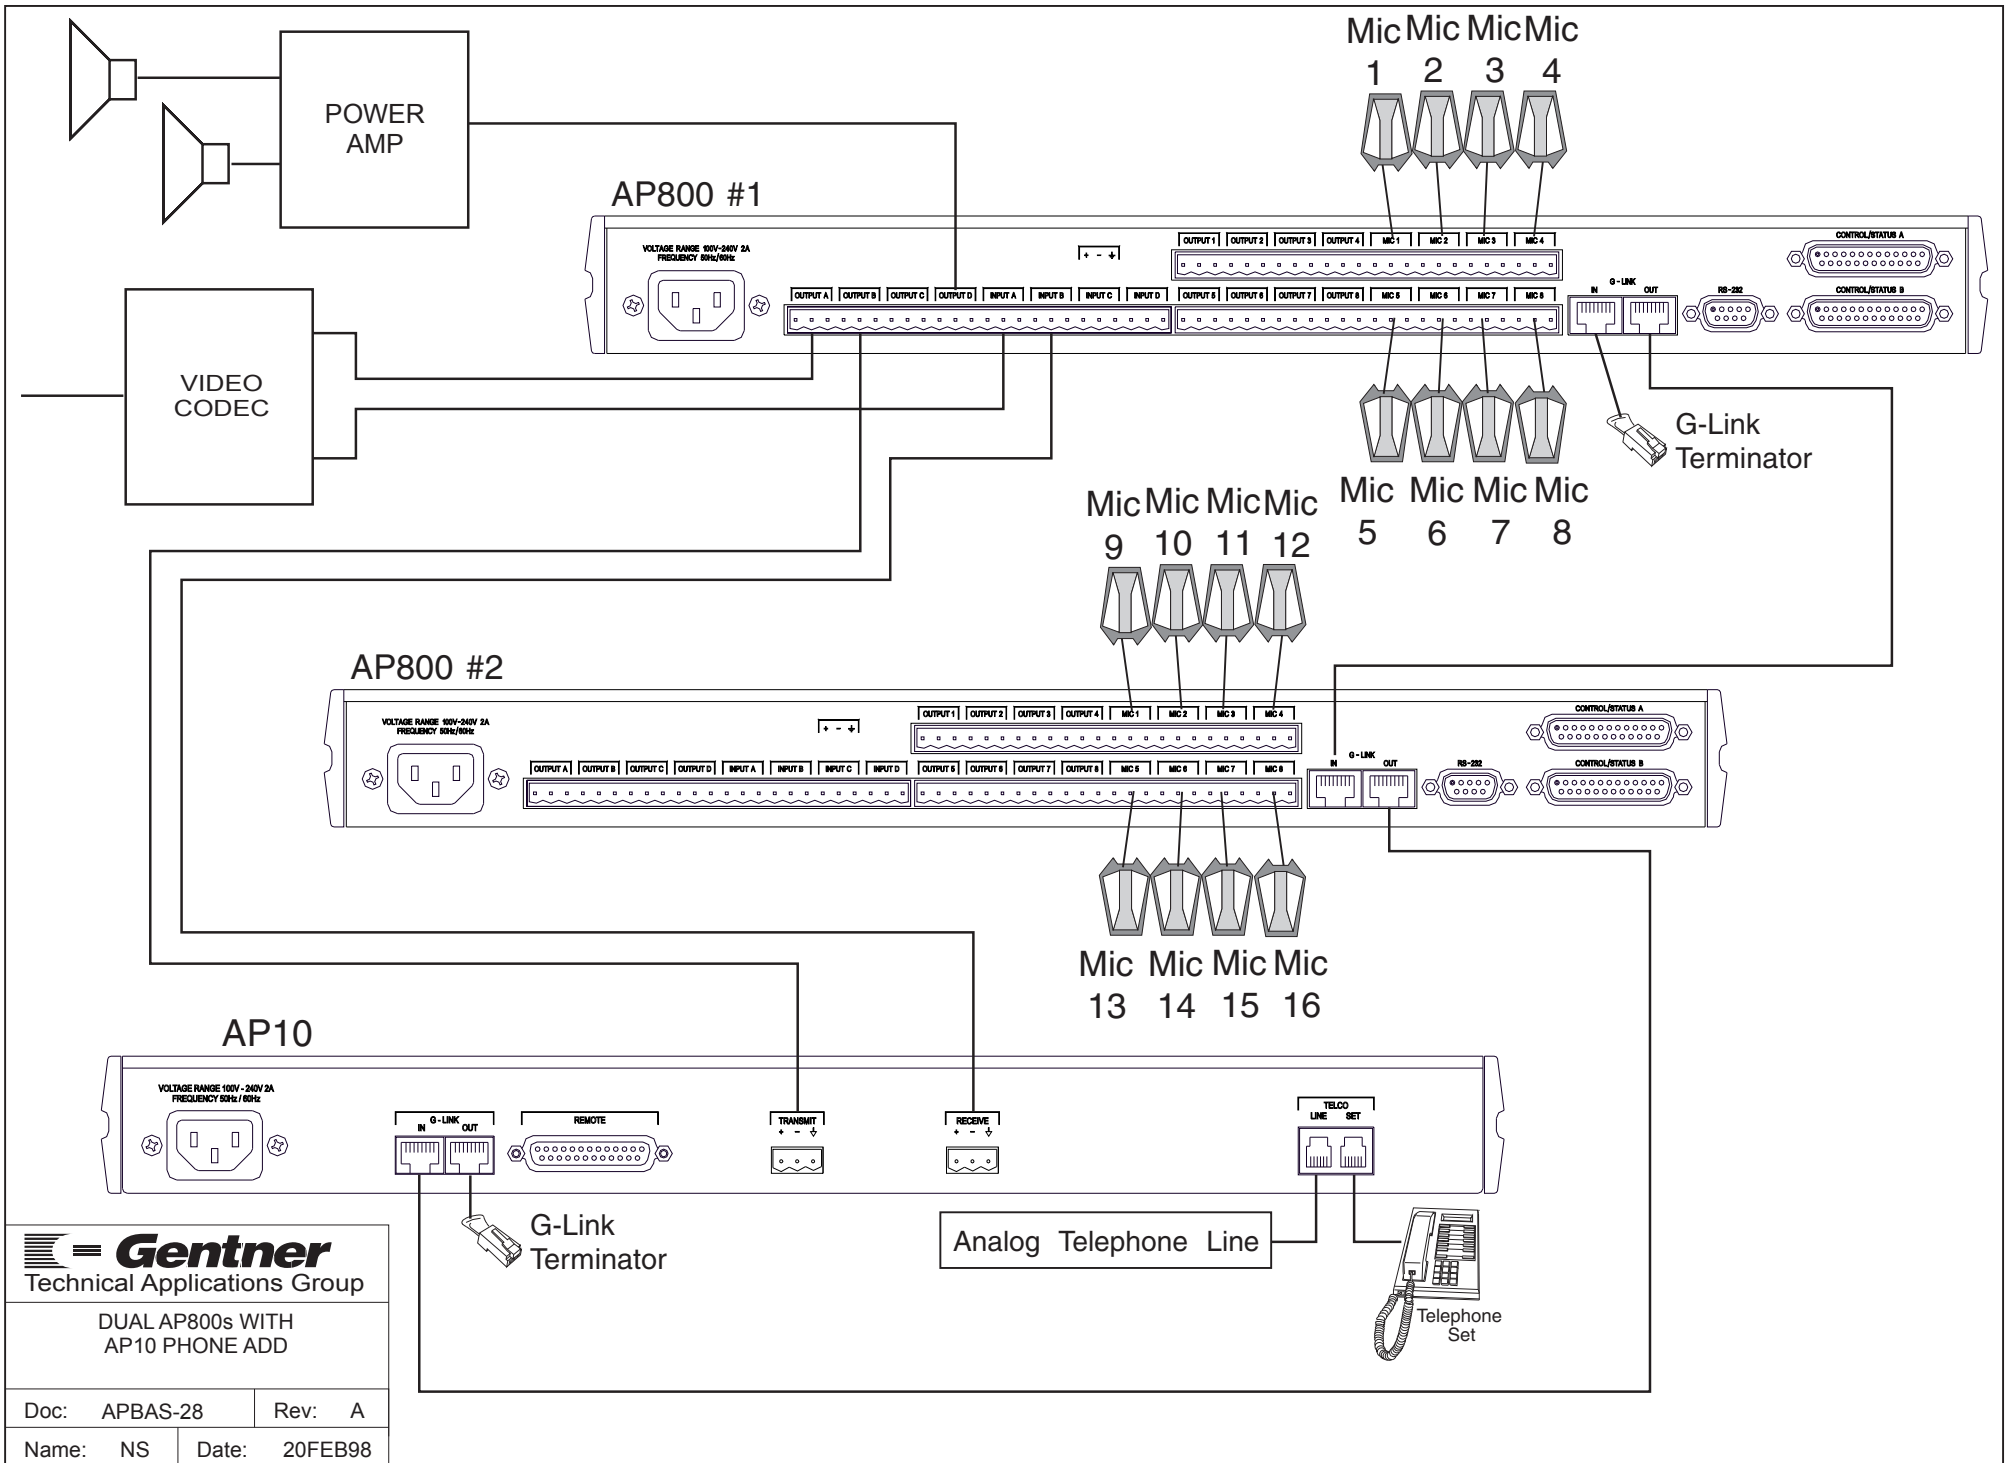 Mic Mic Mic Mic
1 2 3 4
POWER
AMP
AP800 #1
VOLTAGE RANGE 100V-240V 2A
FREQUENCY 50Hz/60Hz
+ - 
OUTPUT 1 OUTPUT 2 OUTPUT 3 OUTPUT 4 MIC 1 MIC 2 MIC 3 MIC 4
OUTPUT A OUTPUT B OUTPUT C OUTPUT D INPUT A INPUT B INPUT C INPUT D OUTPUT 5 OUTPUT 6 OUTPUT 7 OUTPUT 8 MIC 5 MIC 6 MIC 7 MIC 8
G - LINK
IN OUT
RS-232
CONTROL/STATUS A
CONTROL/STATUS B
VIDEO
CODEC
G-Link
Terminator
Mic Mic Mic Mic
5 6 7 8
Mic Mic Mic Mic
9 10 11 12
AP800 #2
VOLTAGE RANGE 100V-240V 2A
FREQUENCY 50Hz/60Hz
+ - 
OUTPUT 1 OUTPUT 2 OUTPUT 3 OUTPUT 4 MIC 1 MIC 2 MIC 3 MIC 4
OUTPUT A OUTPUT B OUTPUT C OUTPUT D INPUT A INPUT B INPUT C INPUT D OUTPUT 5 OUTPUT 6 OUTPUT 7 OUTPUT 8 MIC 5 MIC 6 MIC 7 MIC 8
G - LINK
IN OUT
RS-232
CONTROL/STATUS A
CONTROL/STATUS B
Mic Mic Mic Mic
13 14 15 16
AP10
VOLTAGE RANGE 100V - 240V 2A
FREQUENCY 50Hz / 60Hz
G - LINK
IN OUT
REMOTE
TRANSMIT
+ - 
RECEIVE
+ - 
TELCO
LINE SET
G-Link
Terminator
Analog Telephone Line
Telephone
Set
Gentner
Technical Applications Group
DUAL AP800s WITH
AP10 PHONE ADD
Doc: APBAS-28 Rev: A
Name: NS Date: 20FEB98